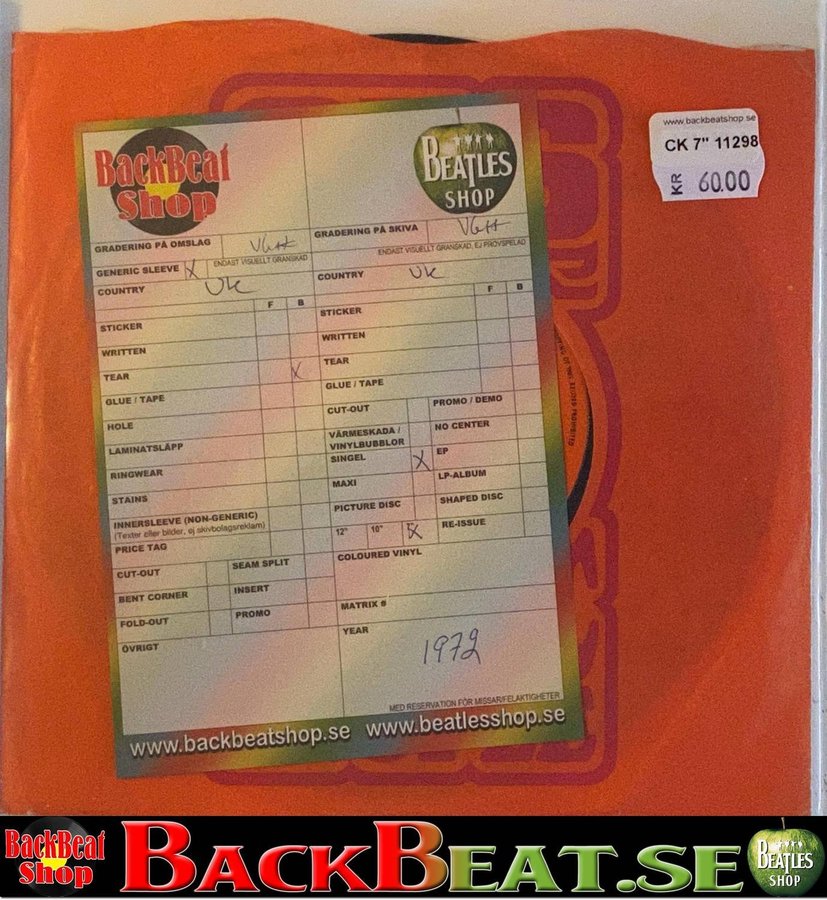 BackBeat
Shop
BEATLES
SHOP
www.backbeatshop.se
CK 7" 11298
KR 60.00
GRADERING PÅ OMSLAG VG++
ENDAST VISUELLT GRANSKAD
GENERIC SLEEVE X
COUNTRY UK
F B
STICKER
WRITTEN
TEAR X
GLUE / TAPE
HOLE
LAMINATSLÄPP
RINGWEAR
STAINS
INNERSLEEVE (NON-GENERIC)
(Texter eller bilder, ej skivbolagsreklam)
PRICE TAG
CUT-OUT SEAM SPLIT
BENT CORNER INSERT
FOLD-OUT PROMO
ÖVRIGT
GRADERING PÅ SKIVA VG++
ENDAST VISUELLT GRANSKAD, EJ PROVSPELAD
COUNTRY UK
F B
STICKER
WRITTEN
TEAR
GLUE / TAPE
CUT-OUT PROMO / DEMO
VÄRMESKADA / NO CENTER
VINYLBUBBLOR
SINGEL X EP
MAXI LP-ALBUM
PICTURE DISC SHAPED DISC
12" 10" X RE-ISSUE
COLOURED VINYL
MATRIX #
YEAR
1972
MED RESERVATION FÖR MISSAR/FELAKTIGHETER
www.backbeatshop.se www.beatlesshop.se
BackBeat
Shop
BACKBEAT.SE
BEATLES
SHOP